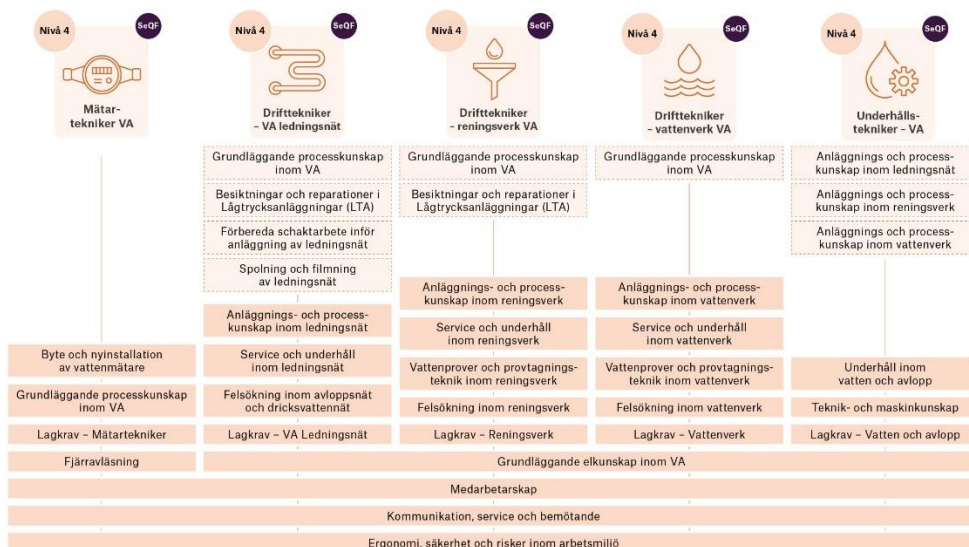 Nivå 4
SeQF
Mätar-
tekniker VA
Byte och nyinstallation
av vattenmätare
Grundläggande processkunskap
inom VA
Lagkrav – Mätartekniker
Fjärravläsning
Nivå 4
SeQF
Drifttekniker
– VA ledningsnät
Grundläggande processkunskap
inom VA
Besiktningar och reparationer i
Lågtrycksanläggningar (LTA)
Förbereda schaktarbete inför
anläggning av ledningsnät
Spolning och filmning
av ledningsnät
Anläggnings- och process-
kunskap inom ledningsnät
Service och underhåll
inom ledningsnät
Felsökning inom avloppsnät
och dricksvattennät
Lagkrav – VA Ledningsnät
Nivå 4
SeQF
Drifttekniker
– reningsverk VA
Grundläggande processkunskap
inom VA
Besiktningar och reparationer i
Lågtrycksanläggningar (LTA)
Anläggnings- och process-
kunskap inom reningsverk
Service och underhåll
inom reningsverk
Vattenprover och provtagnings-
teknik inom reningsverk
Felsökning inom reningsverk
Lagkrav – Reningsverk
Nivå 4
SeQF
Drifttekniker
– vattenverk VA
Grundläggande processkunskap
inom VA
Anläggnings- och process-
kunskap inom vattenverk
Service och underhåll
inom vattenverk
Vattenprover och provtagnings-
teknik inom vattenverk
Felsökning inom vattenverk
Lagkrav – Vattenverk
Nivå 4
SeQF
Underhålls-
tekniker – VA
Anläggnings och process-
kunskap inom ledningsnät
Anläggnings och process-
kunskap inom reningsverk
Anläggnings och process-
kunskap inom vattenverk
Underhåll inom
vatten och avlopp
Teknik- och maskinkunskap
Lagkrav – Vatten och avlopp
Grundläggande elkunskap inom VA
Medarbetarskap
Kommunikation, service och bemötande
Ergonomi, säkerhet och risker inom arbetsmiljö